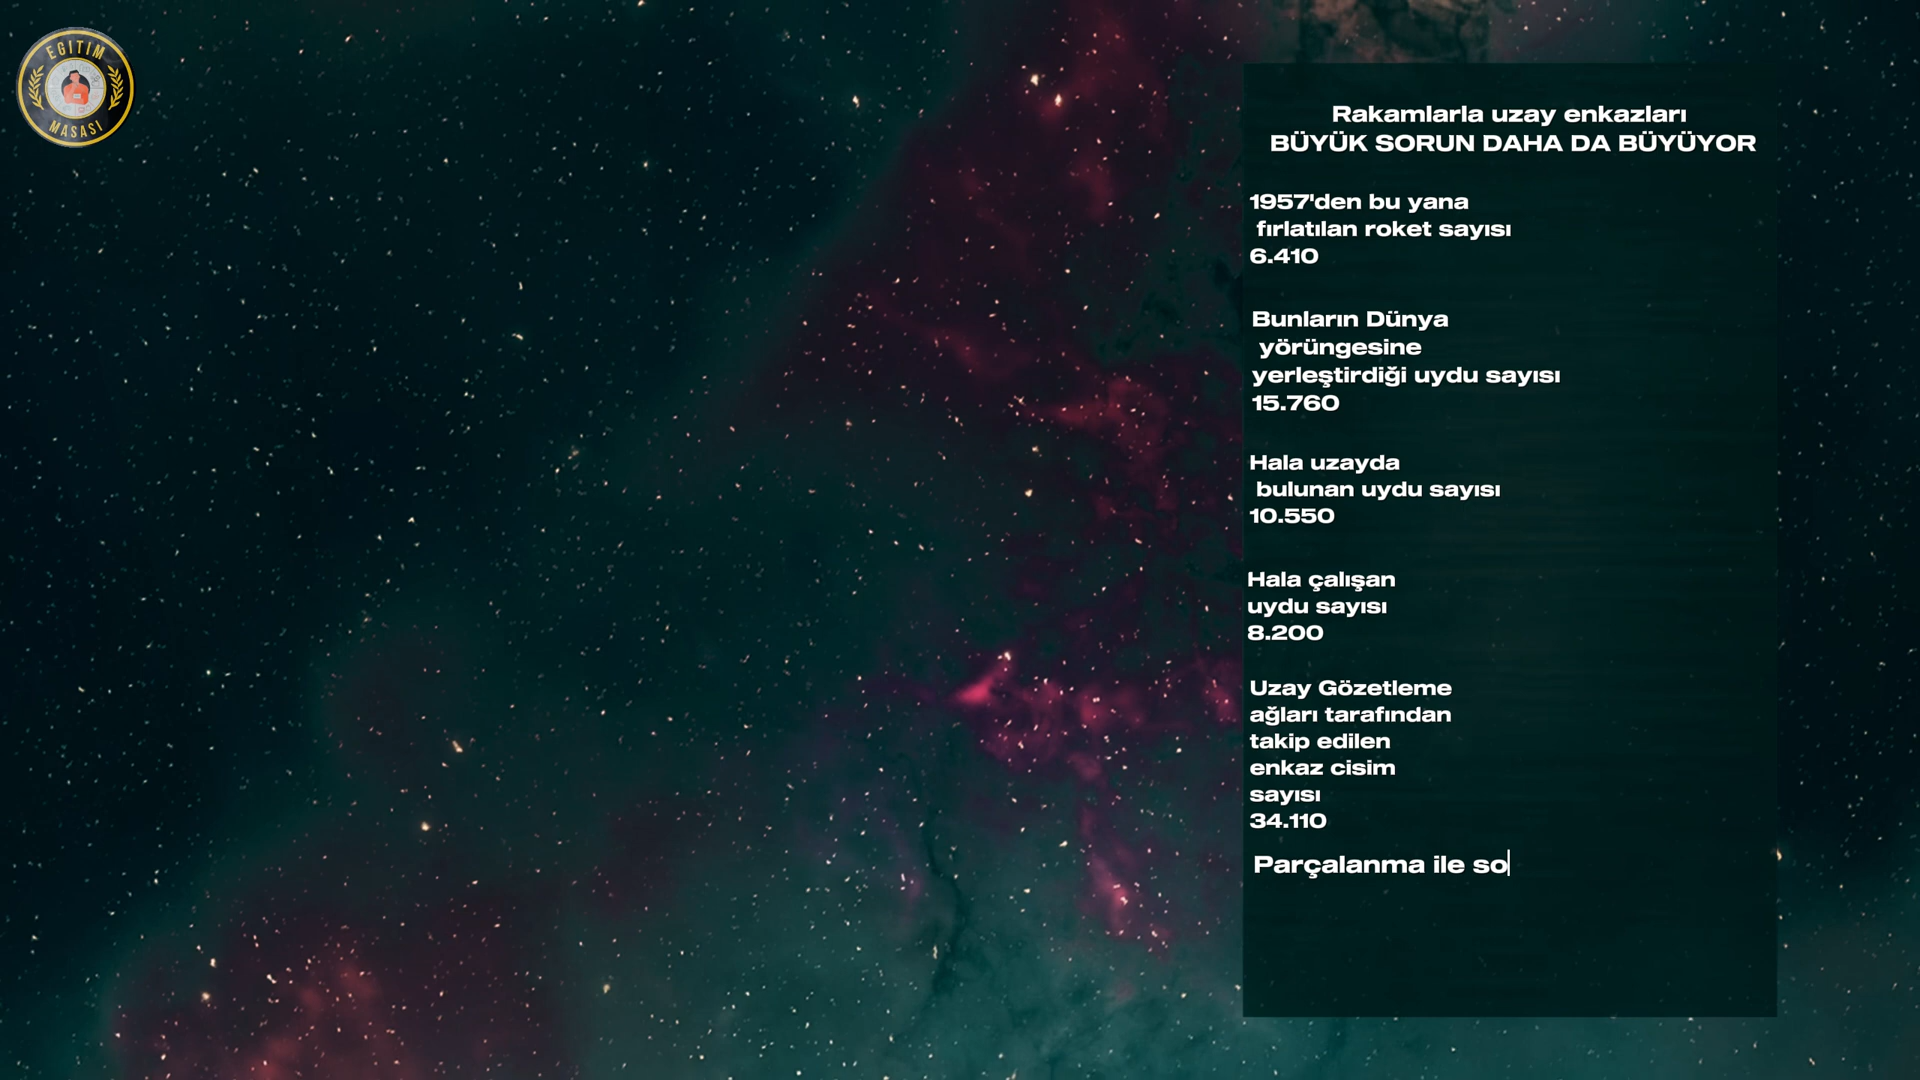 EĞİTİM
MASASI
Rakamlarla uzay enkazları
BÜYÜK SORUN DAHA DA BÜYÜYOR
1957'den bu yana
fırlatılan roket sayısı
6.410
Bunların Dünya
yörüngesine
yerleştirdiği uydu sayısı
15.760
Hala uzayda
bulunan uydu sayısı
10.550
Hala çalışan
uydu sayısı
8.200
Uzay Gözetleme
ağları tarafından
takip edilen
enkaz cisim
sayısı
34.110
Parçalanma ile so